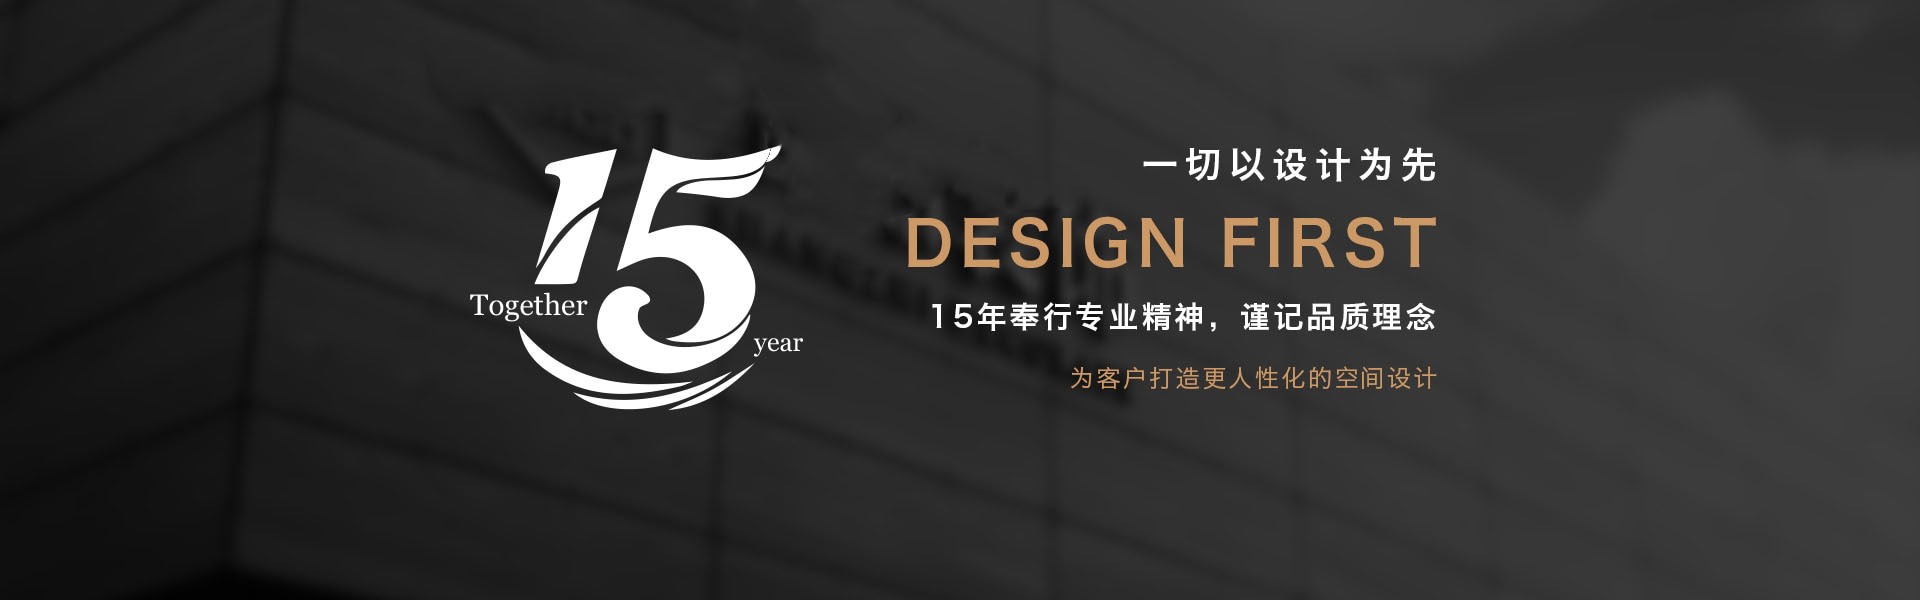 15
Together
year
一切以设计为先
DESIGN FIRST
15年奉行专业精神，谨记品质理念
为客户打造更人性化的空间设计